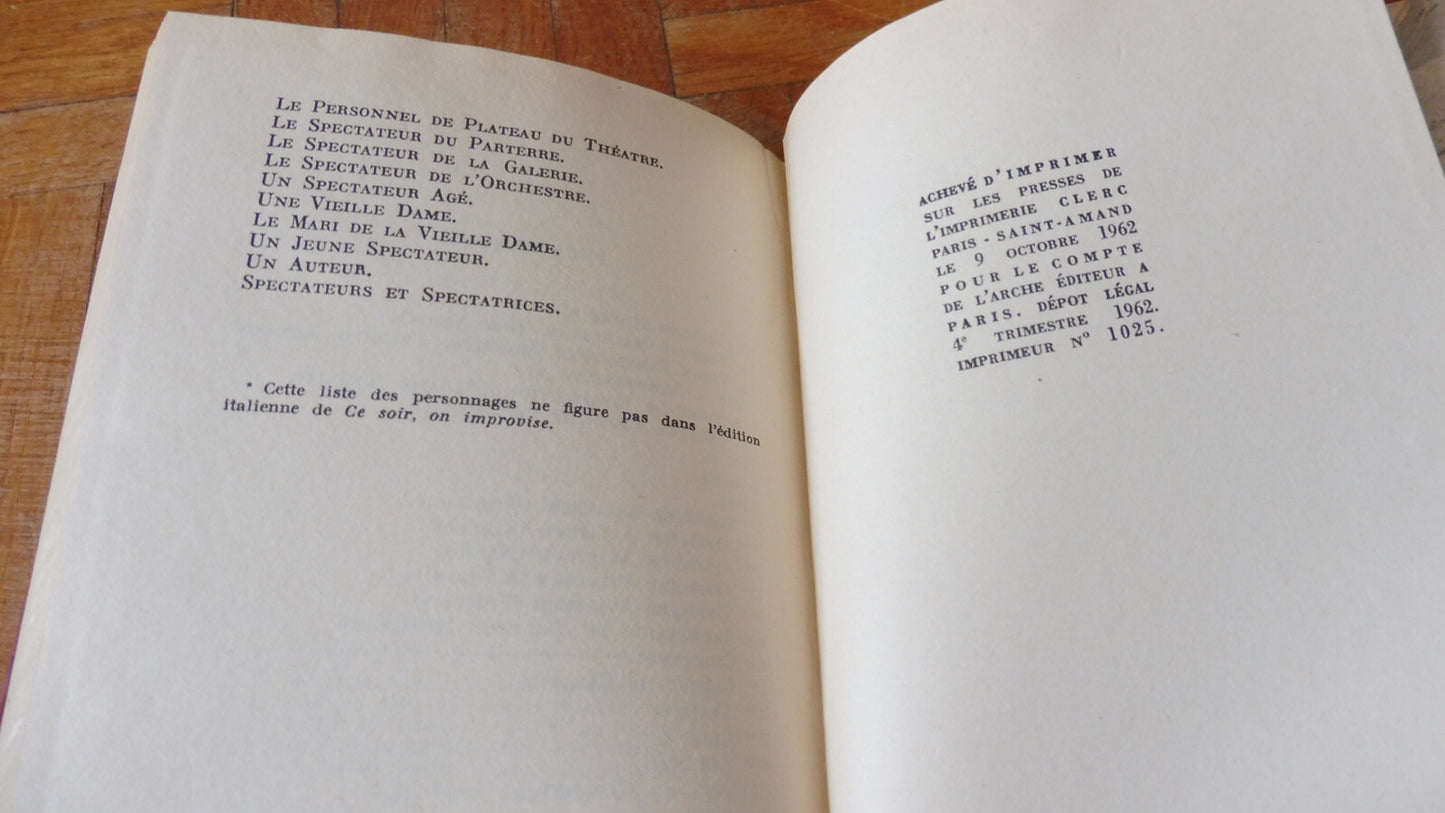 Le Personnel de Plateau du Théatre.
Le Spectateur du Parterre.
Le Spectateur de la Galerie.
Le Spectateur de l'Orchestre.
Un Spectateur Agé.
Une Vieille Dame.
Le Mari de la Vieille Dame.
Un Jeune Spectateur.
Un Auteur.
Spectateurs et Spectatrices.
* Cette liste des personnages ne figure pas dans l'édition
italienne de Ce soir, on improvise.
ACHEVÉ D'IMPRIMER
SUR LES PRESSES DE
L'IMPRIMERIE CLERC
PARIS - SAINT-AMAND
LE 9 OCTOBRE 1962
POUR LE COMPTE
DE L'ARCHE ÉDITEUR A
PARIS. DÉPOT LÉGAL
4e TRIMESTRE 1962.
IMPRIMEUR No 1025.